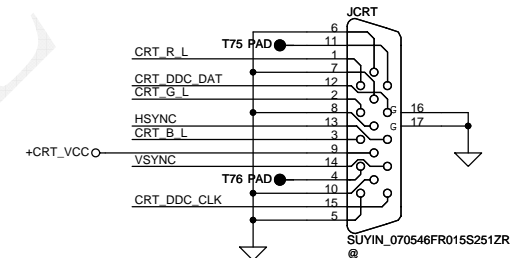 JCRT
6
T75 PAD 11
CRT_R_L 1
7
CRT_DDC_DAT 12
CRT_G_L 2
8 G 16
HSYNC 13 G 17
CRT_B_L 3
+CRT_VCC 9
VSYNC 14
T76 PAD 4
10
CRT_DDC_CLK 15
5
SUYIN_070546FR015S251ZR
@